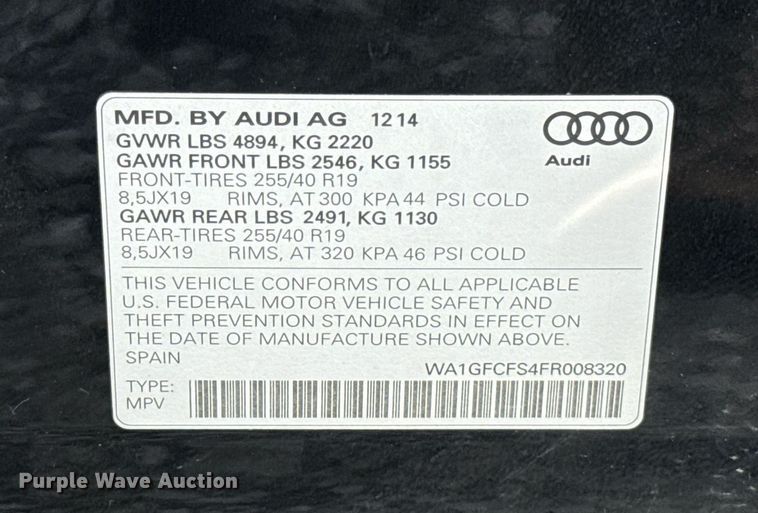 MFD. BY AUDI AG 12 14
GVWR LBS 4894, KG 2220
GAWR FRONT LBS 2546, KG 1155
Audi
FRONT-TIRES 255/40 R19
8,5JX19 RIMS, AT 300 KPA 44 PSI COLD
GAWR REAR LBS 2491, KG 1130
REAR-TIRES 255/40 R19
8,5JX19 RIMS, AT 320 KPA 46 PSI COLD
THIS VEHICLE CONFORMS TO ALL APPLICABLE
U.S. FEDERAL MOTOR VEHICLE SAFETY AND
THEFT PREVENTION STANDARDS IN EFFECT ON
THE DATE OF MANUFACTURE SHOWN ABOVE.
SPAIN
WA1GFCFS4FR008320
TYPE:
MPV
Purple Wave Auction